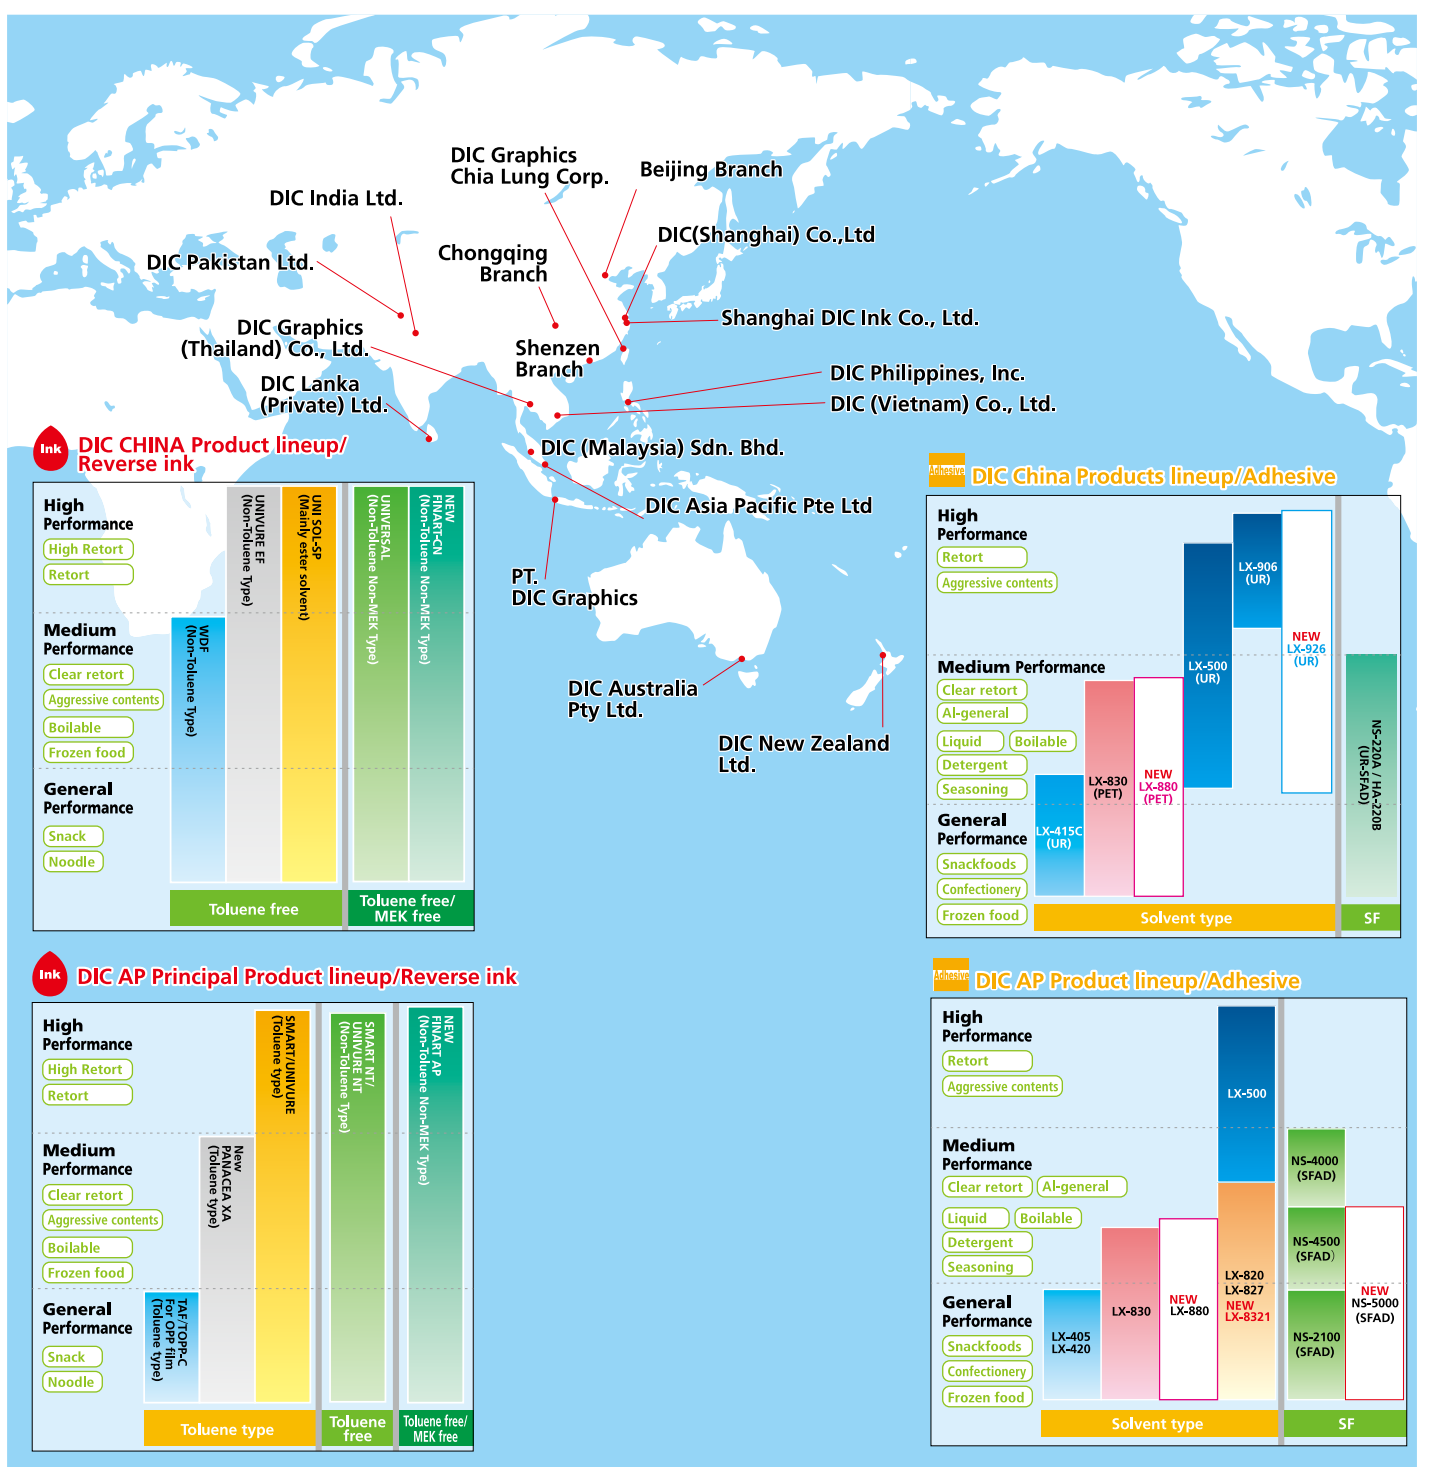 DIC Graphics
Chia Lung Corp.
Beijing Branch
DIC India Ltd.
DIC(Shanghai) Co.,Ltd
Chongqing
Branch
DIC Pakistan Ltd.
Shanghai DIC Ink Co., Ltd.
DIC Graphics
(Thailand) Co., Ltd.
Shenzen
Branch
DIC Philippines, Inc.
DIC Lanka
(Private) Ltd.
DIC (Vietnam) Co., Ltd.
DIC (Malaysia) Sdn. Bhd.
DIC Asia Pacific Pte Ltd
PT.
DIC Graphics
DIC Australia
Pty Ltd.
DIC New Zealand
Ltd.
Ink
DIC CHINA Product lineup/
Reverse ink
High
Performance
High Retort
Retort
Medium
Performance
Clear retort
Aggressive contents
Boilable
Frozen food
General
Performance
Snack
Noodle
WDF
(Non-Toluene Type)
UNIVURE EF
(Non-Toluene Type)
UNI SOL-SP
(Mainly ester solvent)
UNIVERSAL
(Non-Toluene Non-MEK Type)
NEW
FINART-CN
(Non-Toluene Non-MEK Type)
Toluene free
Toluene free/
MEK free
Adhesive
DIC China Products lineup/Adhesive
High
Performance
Retort
Aggressive contents
Medium Performance
Clear retort
Al-general
Liquid
Boilable
Detergent
Seasoning
General
Performance
Snackfoods
Confectionery
Frozen food
LX-415C
(UR)
LX-830
(PET)
NEW
LX-880
(PET)
LX-500
(UR)
LX-906
(UR)
NEW
LX-926
(UR)
NS-220A / HA-220B
(UR-SFAD)
Solvent type
SF
Ink
DIC AP Principal Product lineup/Reverse ink
High
Performance
High Retort
Retort
Medium
Performance
Clear retort
Aggressive contents
Boilable
Frozen food
General
Performance
Snack
Noodle
TAF/TOPP-C
For OPP film
(Toluene type)
New
PANACEA XA
(Toluene type)
SMART/UNIVURE
(Toluene type)
SMART NT/
UNIVURE NT
(Non-Toluene Type)
NEW
FINART AP
(Non-Toluene Non-MEK Type)
Toluene type
Toluene
free
Toluene free/
MEK free
Adhesive
DIC AP Product lineup/Adhesive
High
Performance
Retort
Aggressive contents
Medium
Performance
Clear retort
Al-general
Liquid
Boilable
Detergent
Seasoning
General
Performance
Snackfoods
Confectionery
Frozen food
LX-405
LX-420
LX-830
NEW
LX-880
LX-500
LX-820
LX-827
NEW
LX-8321
NS-4000
(SFAD)
NS-4500
(SFAD)
NS-2100
(SFAD)
NEW
NS-5000
(SFAD)
Solvent type
SF